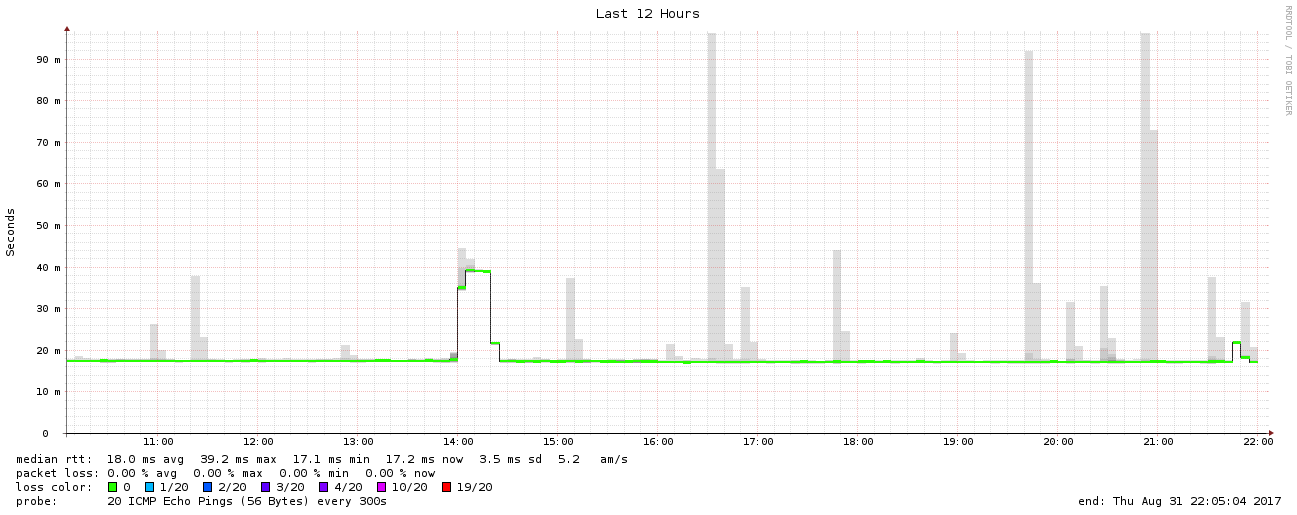 Last 12 Hours
RRDTOOL / TOBI OETIKER
Seconds
90 m
80 m
70 m
60 m
50 m
40 m
30 m
20 m
10 m
0
11:00 12:00 13:00 14:00 15:00 16:00 17:00 18:00 19:00 20:00 21:00 22:00
median rtt: 18.0 ms avg 39.2 ms max 17.1 ms min 17.2 ms now 3.5 ms sd 5.2 am/s
packet loss: 0.00 % avg 0.00 % max 0.00 % min 0.00 % now
loss color: 0 1/20 2/20 3/20 4/20 10/20 19/20
probe: 20 ICMP Echo Pings (56 Bytes) every 300s end: Thu Aug 31 22:05:04 2017